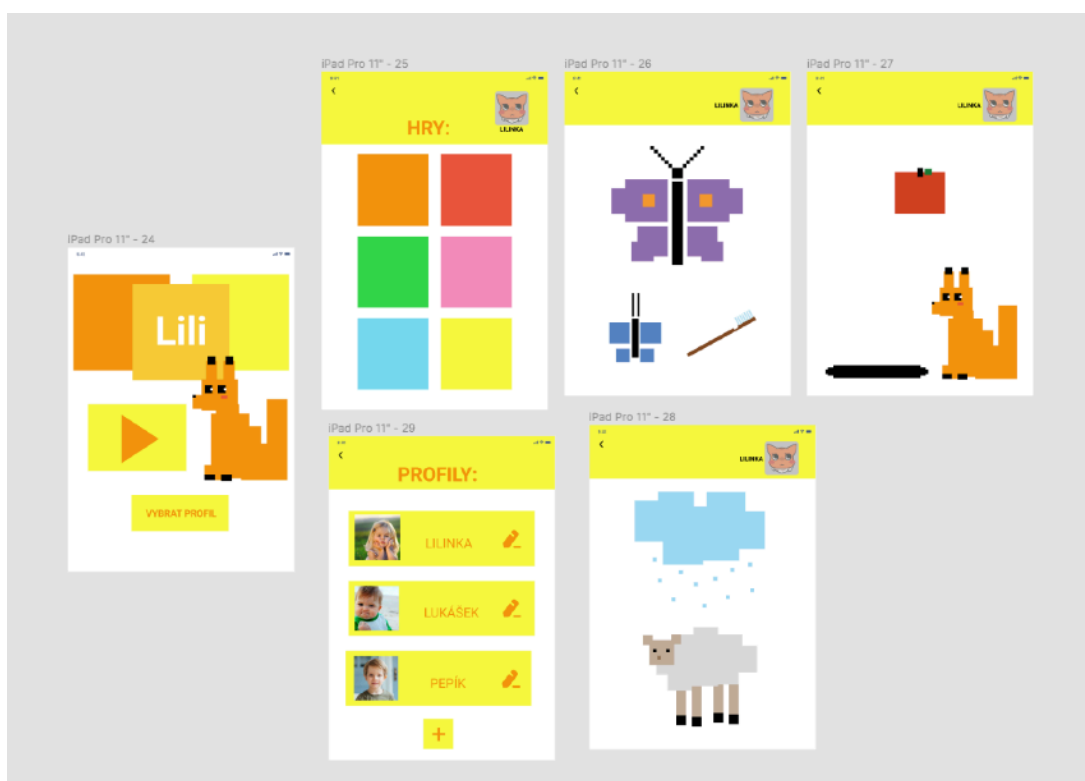 iPad Pro 11" - 25
iPad Pro 11" - 26
iPad Pro 11" - 27
HRY:
LILINKA
LILINKA
LILINKA
iPad Pro 11" - 24
Lili
VYBRAT PROFIL
iPad Pro 11" - 29
PROFILY:
LILINKA
LUKÁŠEK
PEPÍK
+
iPad Pro 11" - 28
LILINKA